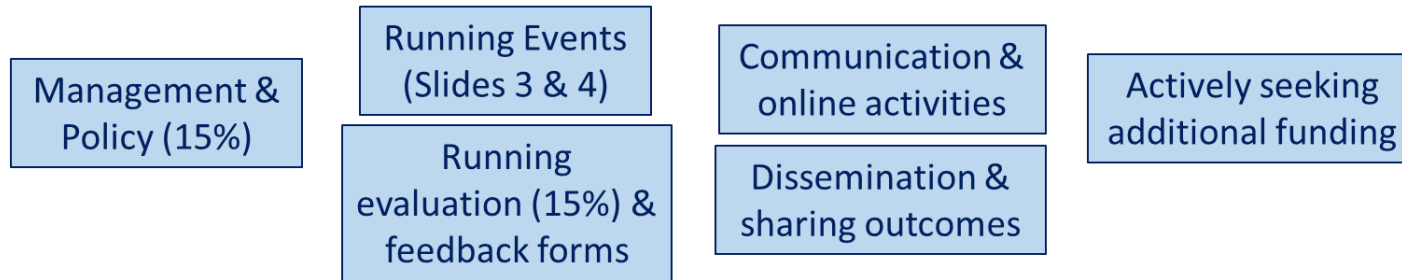 Management &
Policy (15%)
Running Events
(Slides 3 & 4)
Running
evaluation (15%) &
feedback forms
Communication &
online activities
Dissemination &
sharing outcomes
Actively seeking
additional funding